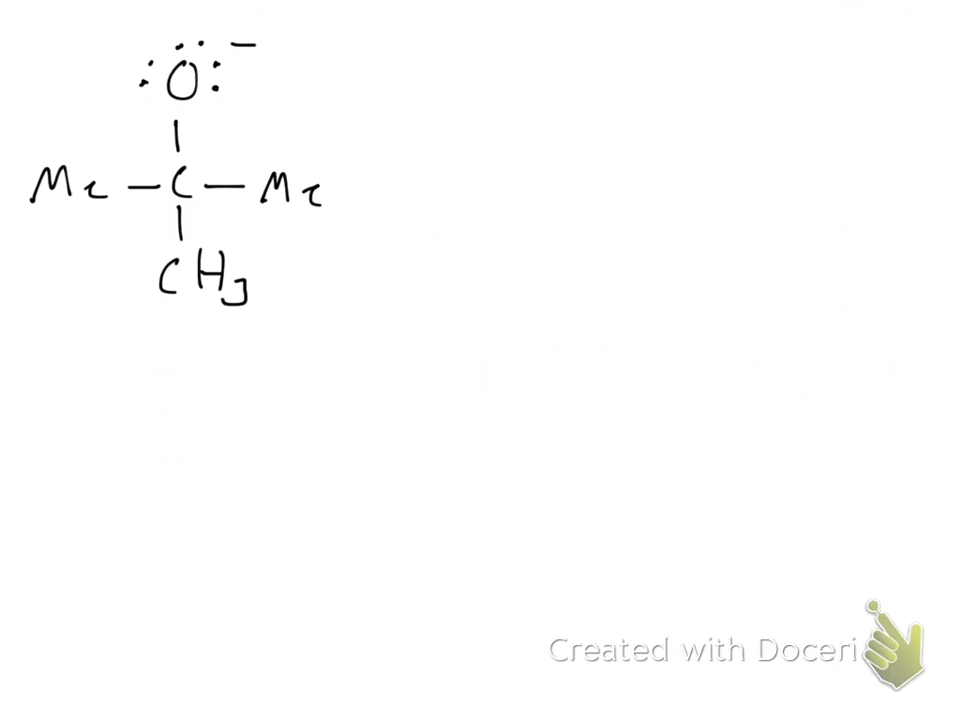 :Ö:⁻
Me – C – Me
CH3
Created with Doceri